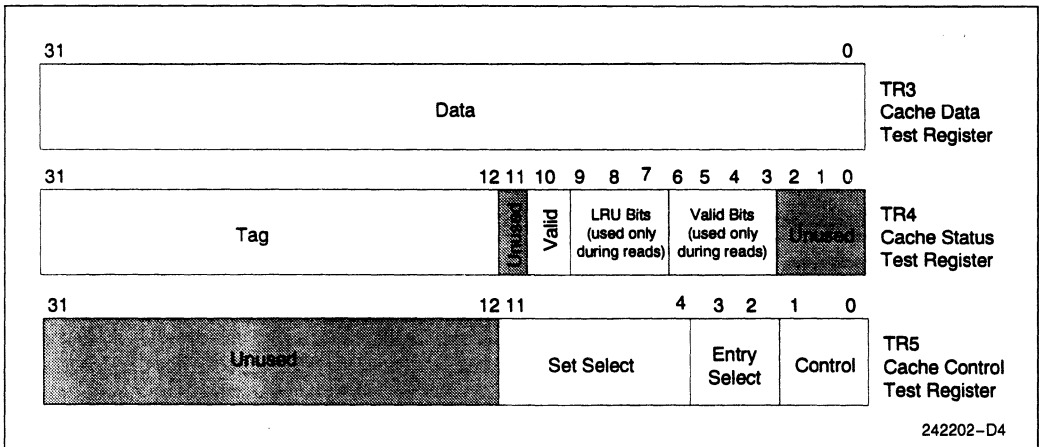 31 0
Data
TR3
Cache Data
Test Register
31 12 11 10 9 8 7 6 5 4 3 2 1 0
Tag
Unused
Valid
LRU Bits
(used only
during reads)
Valid Bits
(used only
during reads)
Unused
TR4
Cache Status
Test Register
31 12 11 4 3 2 1 0
Unused
Set Select
Entry
Select
Control
TR5
Cache Control
Test Register
242202–D4